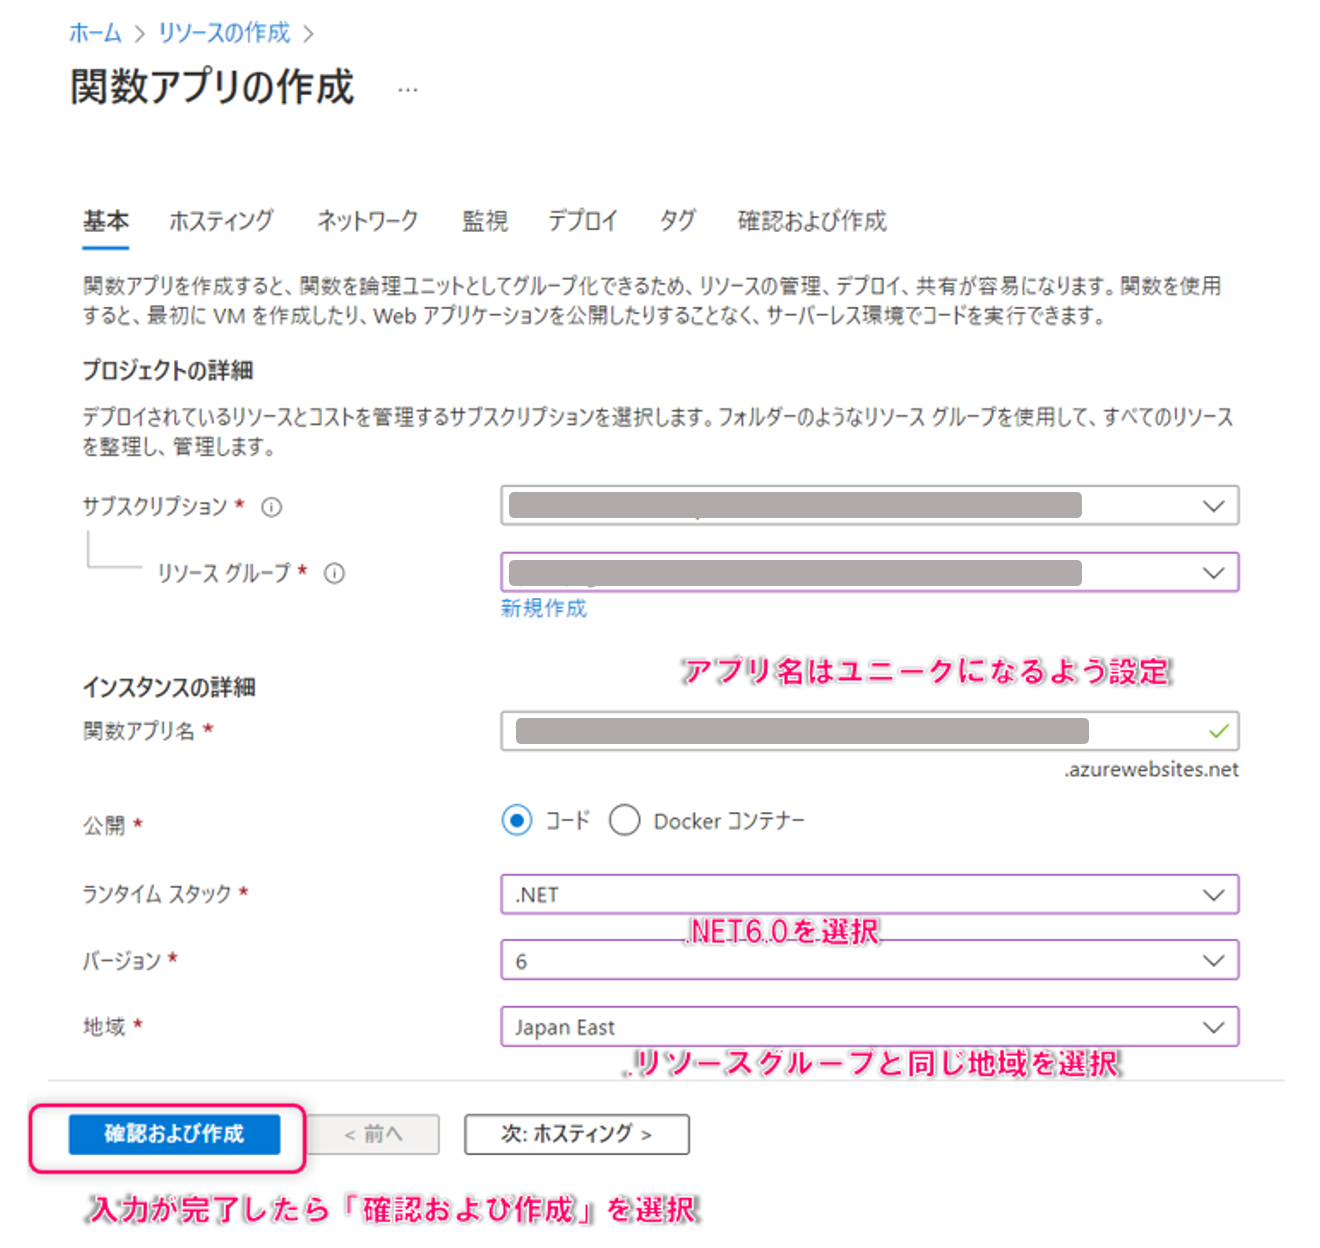 ホーム > リソースの作成 >
関数アプリの作成 …
基本 ホスティング ネットワーク 監視 デプロイ タグ 確認および作成
関数アプリを作成すると、関数を論理ユニットとしてグループ化できるため、リソースの管理、デプロイ、共有が容易になります。関数を使用
すると、最初に VM を作成したり、Web アプリケーションを公開したりすることなく、サーバーレス環境でコードを実行できます。
プロジェクトの詳細
デプロイされているリソースとコストを管理するサブスクリプションを選択します。フォルダーのようなリソース グループを使用して、すべてのリソース
を整理し、管理します。
サブスクリプション *
リソース グループ *
新規作成
アプリ名はユニークになるよう設定
インスタンスの詳細
関数アプリ名 *
.azurewebsites.net
公開 * コード Docker コンテナー
ランタイム スタック * .NET
.NET6.0を選択
バージョン * 6
地域 * Japan East
.リソースグループと同じ地域を選択
確認および作成 < 前へ 次: ホスティング >
入力が完了したら「確認および作成」を選択